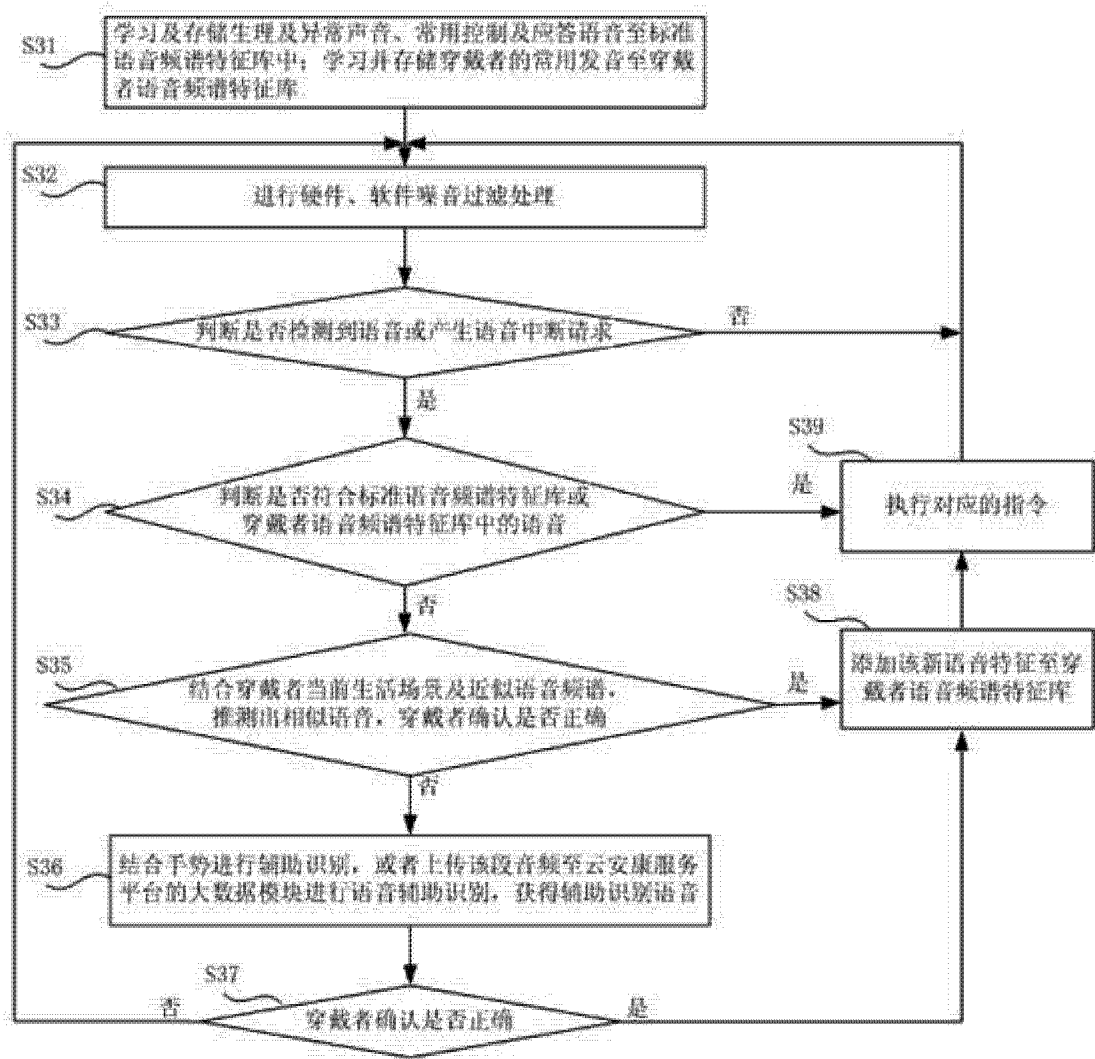 S31
学习及存储生理及异常声音、常用控制及应答语音至标准
语音频谱特征库中；学习并存储穿戴者的常用发音至穿戴
者语音频谱特征库
S32
进行硬件、软件噪音过滤处理
S33
判断是否检测到语音或产生语音中断请求
否
是
S34
判断是否符合标准语音频谱特征库或
穿戴者语音频谱特征库中的语音
是
S39
执行对应的指令
否
S35
结合穿戴者当前生活场景及近似语音频谱，
推测出相似语音，穿戴者确认是否正确
是
S38
添加该新语音特征至穿
戴者语音频谱特征库
否
S36
结合手势进行辅助识别，或者上传该段音频至云安康服务
平台的大数据模块进行语音辅助识别，获得辅助识别语音
S37
穿戴者确认是否正确
否
是